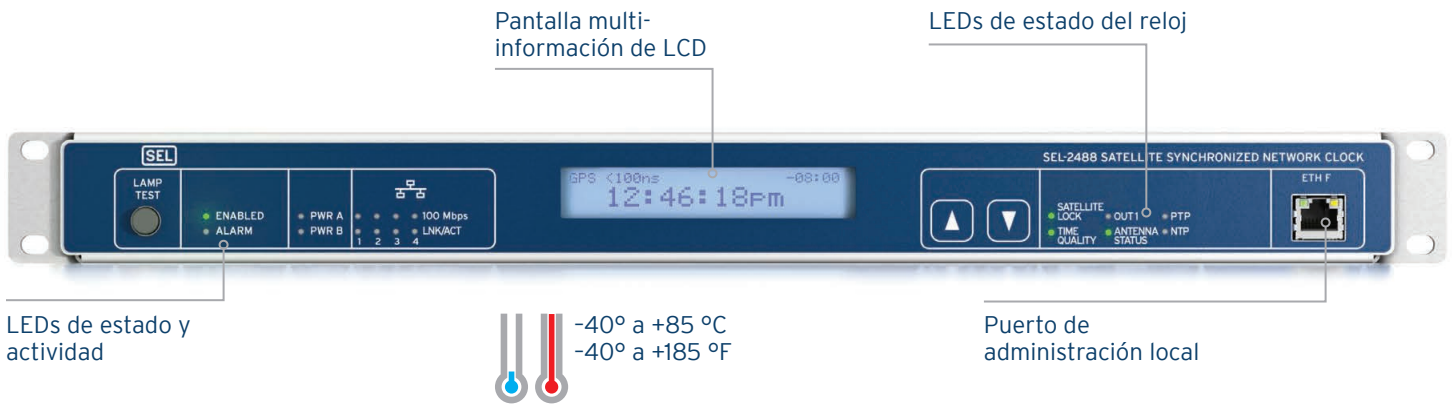 Pantalla multi-
información de LCD
LEDs de estado del reloj
SEL
SEL-2488 SATELLITE SYNCHRONIZED NETWORK CLOCK
LAMP
TEST
ENABLED
ALARM
PWR A
PWR B
100 Mbps
LNK/ACT
1 2 3 4
GPS <100ns -08:00
12:46:18pm
SATELLITE
LOCK
OUT1
PTP
TIME
QUALITY
ANTENNA
STATUS
NTP
ETH F
LEDs de estado y
actividad
-40° a +85 °C
-40° a +185 °F
Puerto de
administración local